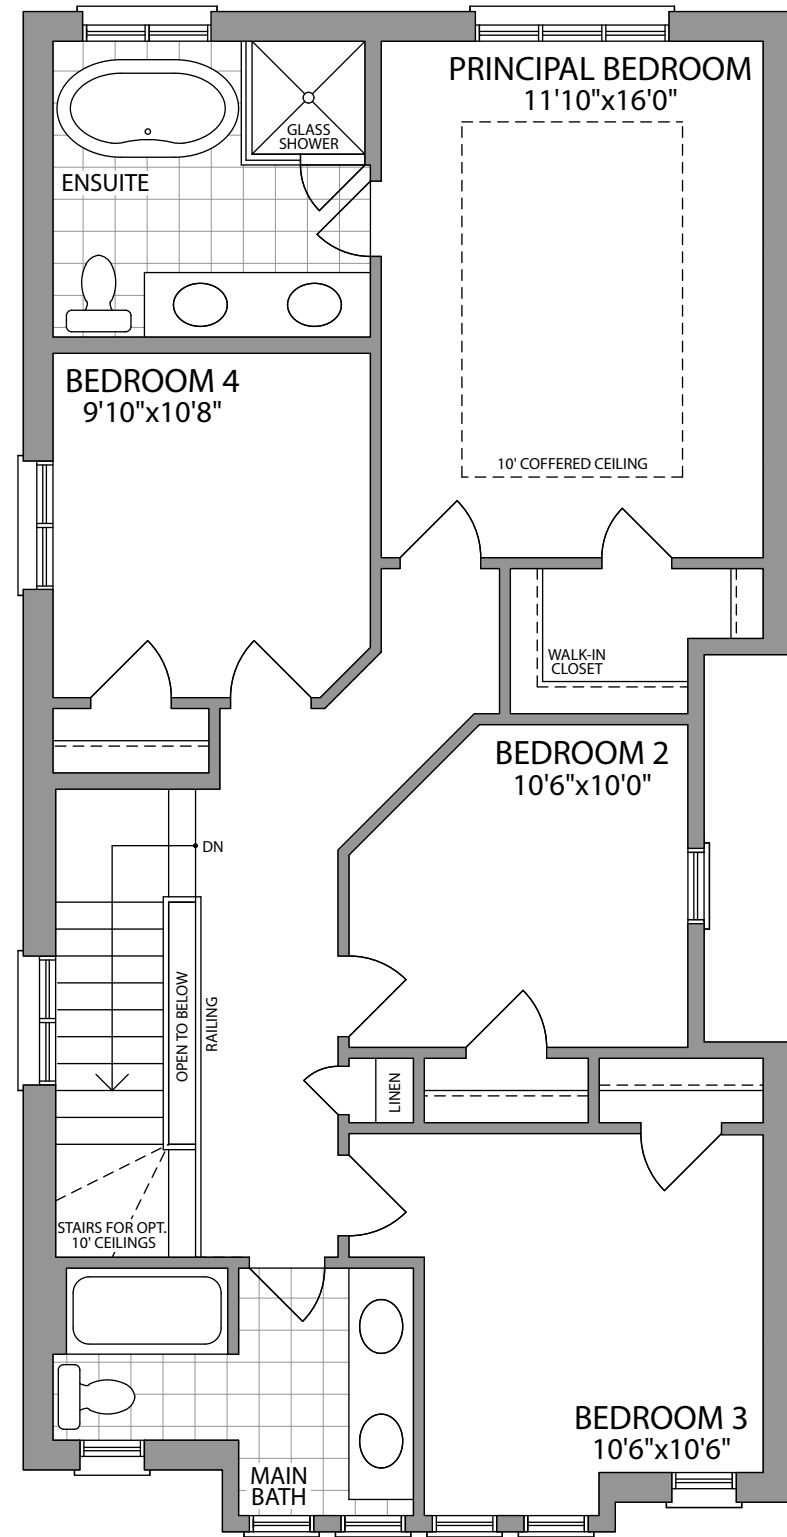 PRINCIPAL BEDROOM
11'10"x16'0"
GLASS
SHOWER
ENSUITE
BEDROOM 4
9'10"x10'8"
10' COFFERED CEILING
WALK-IN
CLOSET
BEDROOM 2
10'6"x10'0"
DN
OPEN TO BELOW
RAILING
LINEN
STAIRS FOR OPT.
10' CEILINGS
BEDROOM 3
10'6"x10'6"
MAIN
BATH